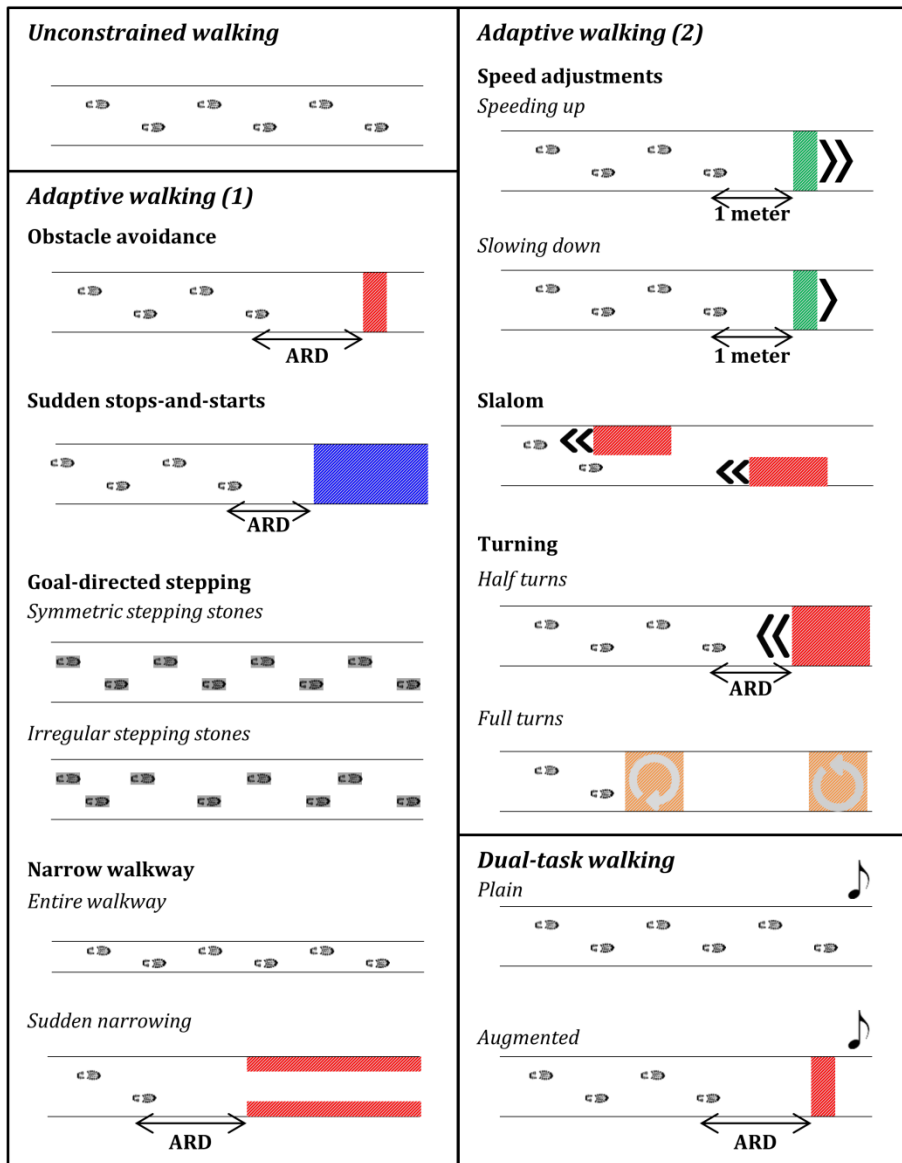 Unconstrained walking
Adaptive walking (1)
Obstacle avoidance
ARD
Sudden stops-and-starts
ARD
Goal-directed stepping
Symmetric stepping stones
Irregular stepping stones
Narrow walkway
Entire walkway
Sudden narrowing
ARD
Adaptive walking (2)
Speed adjustments
Speeding up
1 meter
Slowing down
1 meter
Slalom
Turning
Half turns
ARD
Full turns
Dual-task walking
Plain
Augmented
ARD